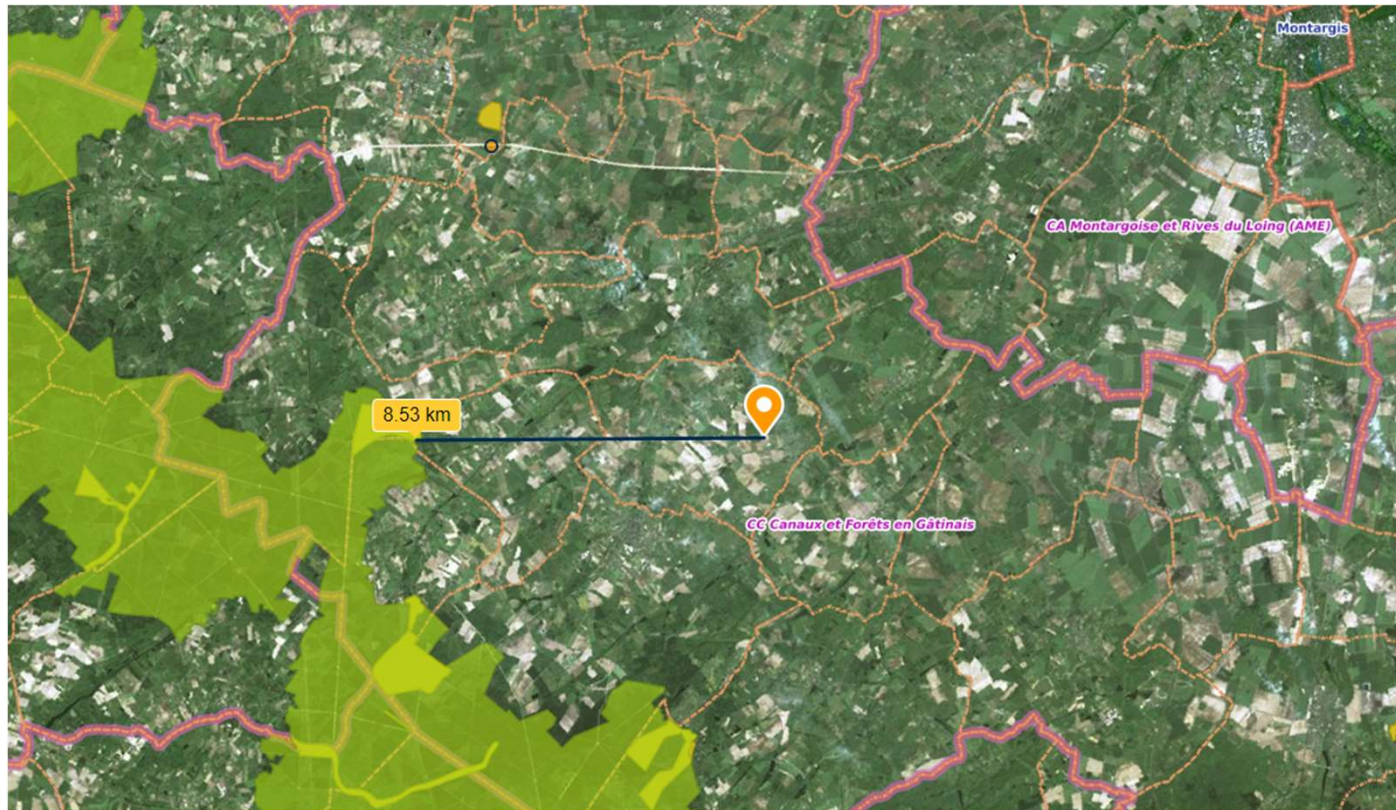 Montargis
CA Montargoise et Rives du Loing (AME)
8.53 km
CC Canaux et Forêts en Gâtinais